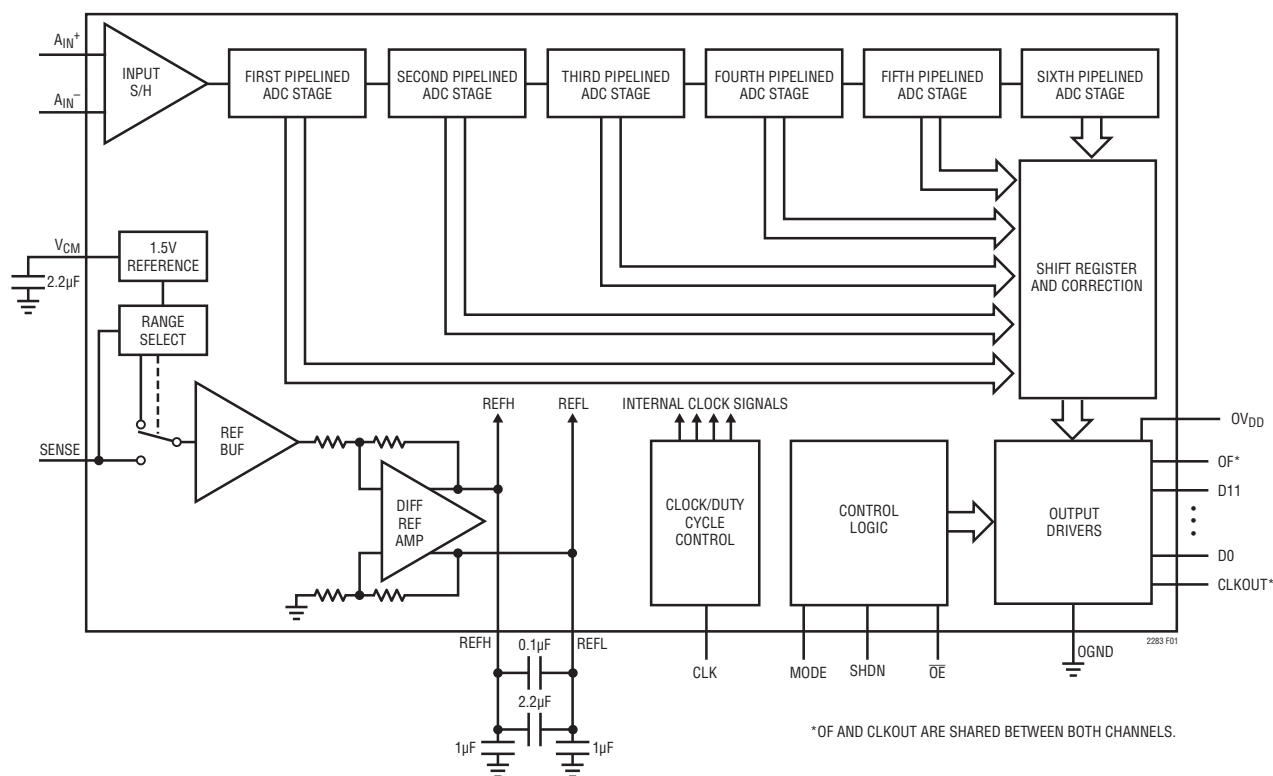 AIN+
AIN−
INPUT
S/H
FIRST PIPELINED
ADC STAGE
SECOND PIPELINED
ADC STAGE
THIRD PIPELINED
ADC STAGE
FOURTH PIPELINED
ADC STAGE
FIFTH PIPELINED
ADC STAGE
SIXTH PIPELINED
ADC STAGE
VCM
2.2µF
1.5V
REFERENCE
RANGE
SELECT
SHIFT REGISTER
AND CORRECTION
SENSE
REF
BUF
DIFF
REF
AMP
REFH
REFL
INTERNAL CLOCK SIGNALS
CLOCK/DUTY
CYCLE
CONTROL
CONTROL
LOGIC
OUTPUT
DRIVERS
OVDD
OF*
D11
D0
CLKOUT*
2283 F01
REFH
0.1µF
REFL
2.2µF
1µF
1µF
CLK
MODE
SHDN
O̅E̅
OGND
*OF AND CLKOUT ARE SHARED BETWEEN BOTH CHANNELS.